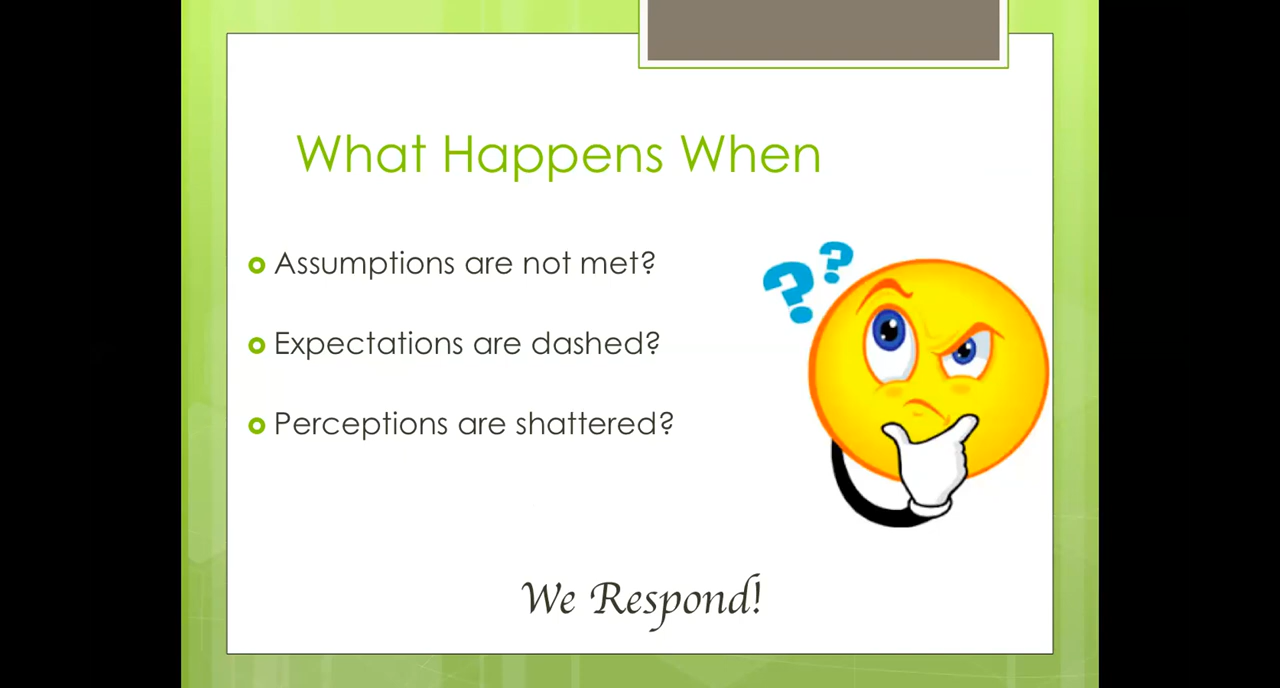 What Happens When
Assumptions are not met?
Expectations are dashed?
Perceptions are shattered?
??
We Respond!